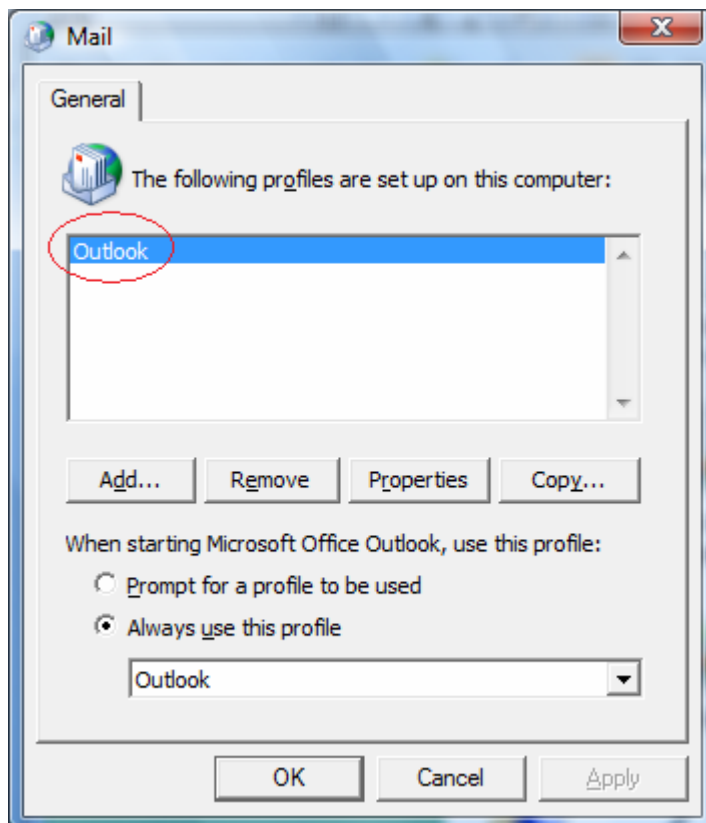 Mail
General
The following profiles are set up on this computer:
Outlook
Add... Remove Properties Copy...
When starting Microsoft Office Outlook, use this profile:
Prompt for a profile to be used
Always use this profile
Outlook
OK Cancel Apply